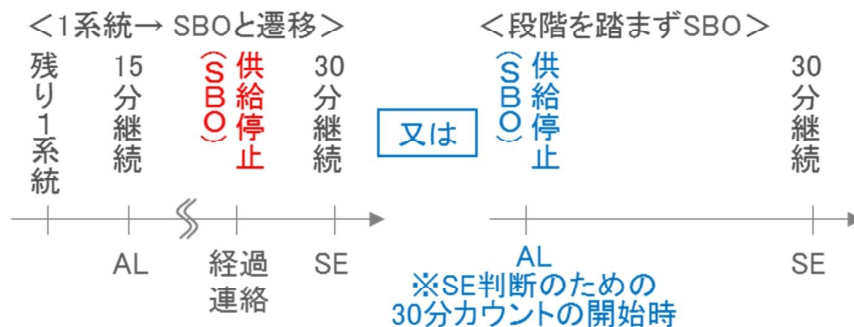 ＜1系統→ SBOと遷移＞
残り1系統
15分継続
供給停止
（SBO）
30分継続
AL
経過
連絡
SE
又は
＜段階を踏まずSBO＞
供給停止
（SBO）
30分継続
AL
※SE判断のための
30分カウントの開始時
SE